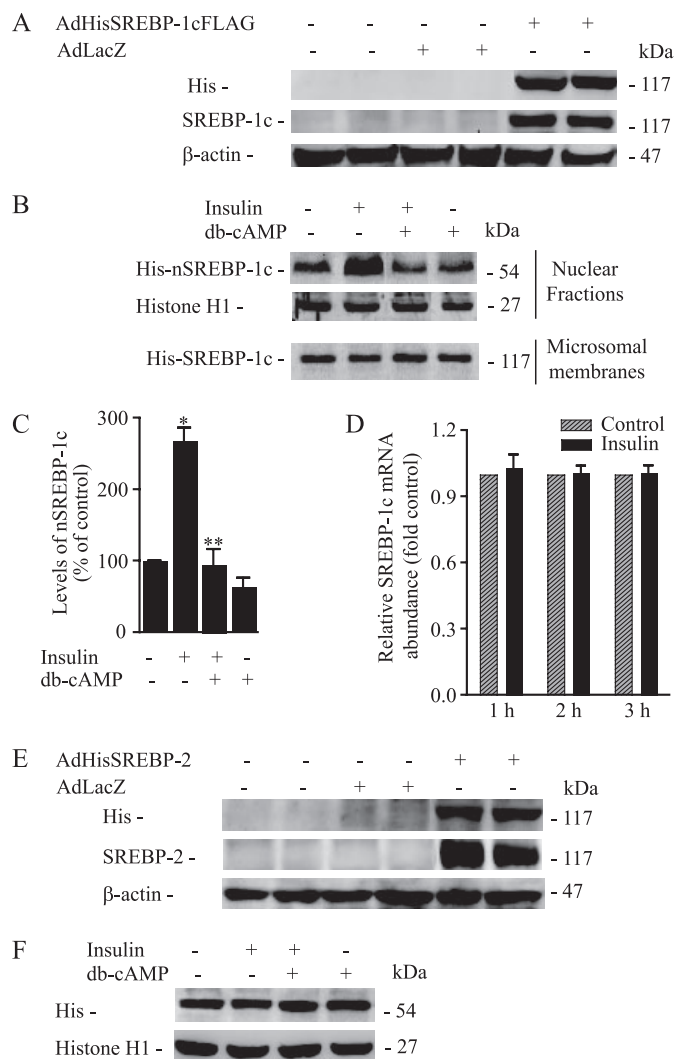 A
AdHisSREBP-1cFLAG - - - - + +
AdLacZ - - + + - - kDa
His - - 117
SREBP-1c - - 117
β-actin - - 47
B
Insulin - + + -
db-cAMP - - + + kDa
His-nSREBP-1c - - 54
Histone H1 - - 27
Nuclear
Fractions
His-SREBP-1c - - 117
Microsomal
membranes
C
Levels of nSREBP-1c
(% of control)
300
200
100
0
*
**
Insulin - + + -
db-cAMP - - + +
D
Relative SREBP-1c mRNA
abundance (fold control)
1.2
0.9
0.6
0.3
0.0
Control
Insulin
1 h 2 h 3 h
E
AdHisSREBP-2 - - - - + +
AdLacZ - - + + - - kDa
His - - 117
SREBP-2 - - 117
β-actin - - 47
F
Insulin - + + -
db-cAMP - - + + kDa
His - - 54
Histone H1 - - 27